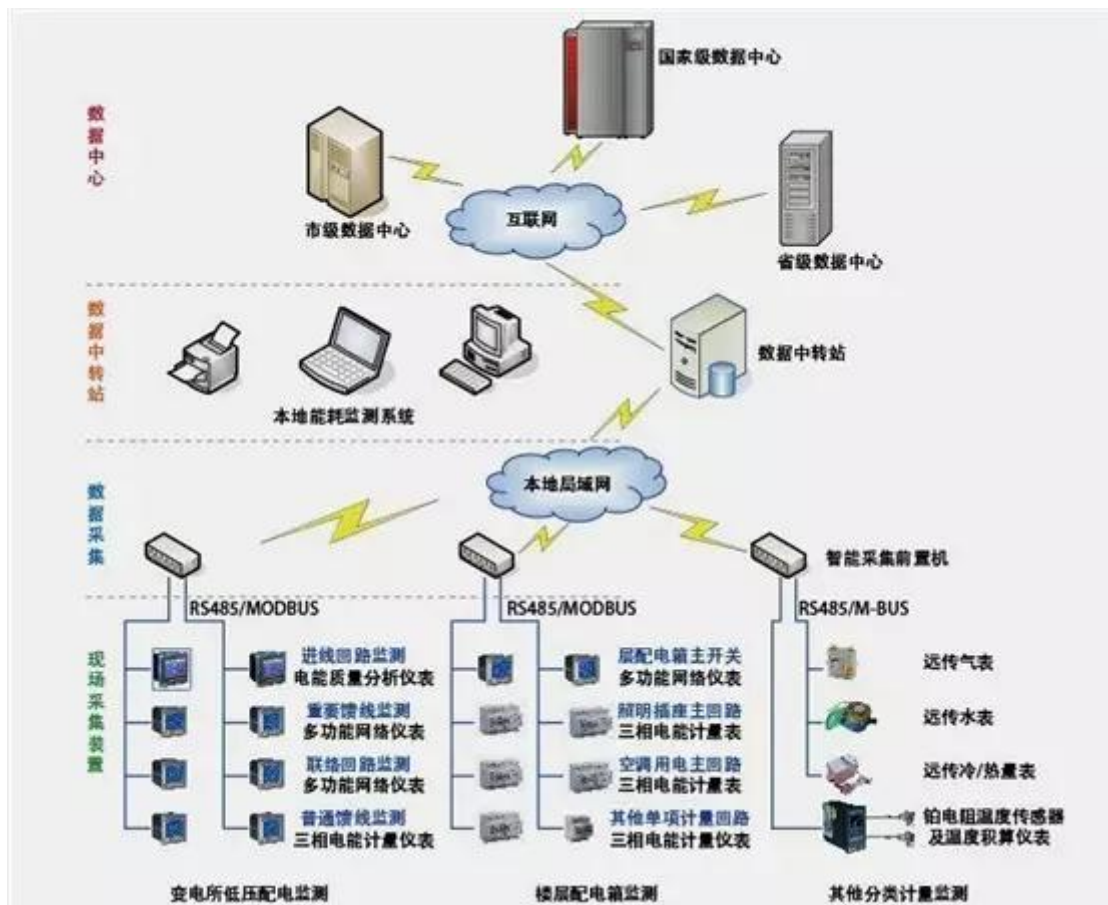 国家级数据中心
数据中心
市级数据中心
互联网
省级数据中心
数据中转站
数据中转站
本地能耗监测系统
本地局域网
数据采集
智能采集前置机
RS485/MODBUS
RS485/MODBUS
RS485/M-BUS
现场采集装置
进线回路监测
电能质量分析仪表
重要馈线监测
多功能网络仪表
联络回路监测
多功能网络仪表
普通馈线监测
三相电能计量仪表
层配电箱主开关
多功能网络仪表
照明插座主回路
三相电能计量表
空调用电主回路
三相电能计量表
其他单项计量回路
三相电能计量仪表
远传气表
远传水表
远传冷/热量表
铂电阻温度传感器
及温度积算仪表
变电所低压配电监测
楼层配电箱监测
其他分类计量监测